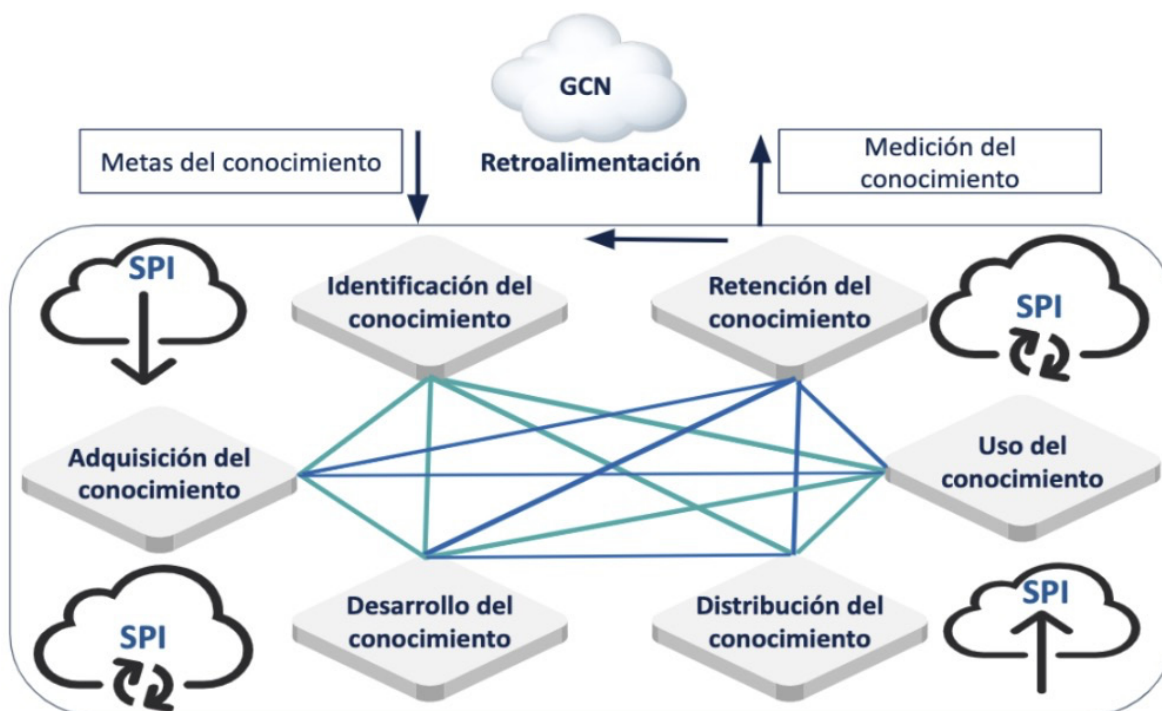 GCN
Metas del conocimiento
Retroalimentación
Medición del
conocimiento
SPI
Identificación del
conocimiento
Retención del
conocimiento
SPI
Adquisición del
conocimiento
Uso del
conocimiento
SPI
Desarrollo del
conocimiento
Distribución del
conocimiento
SPI